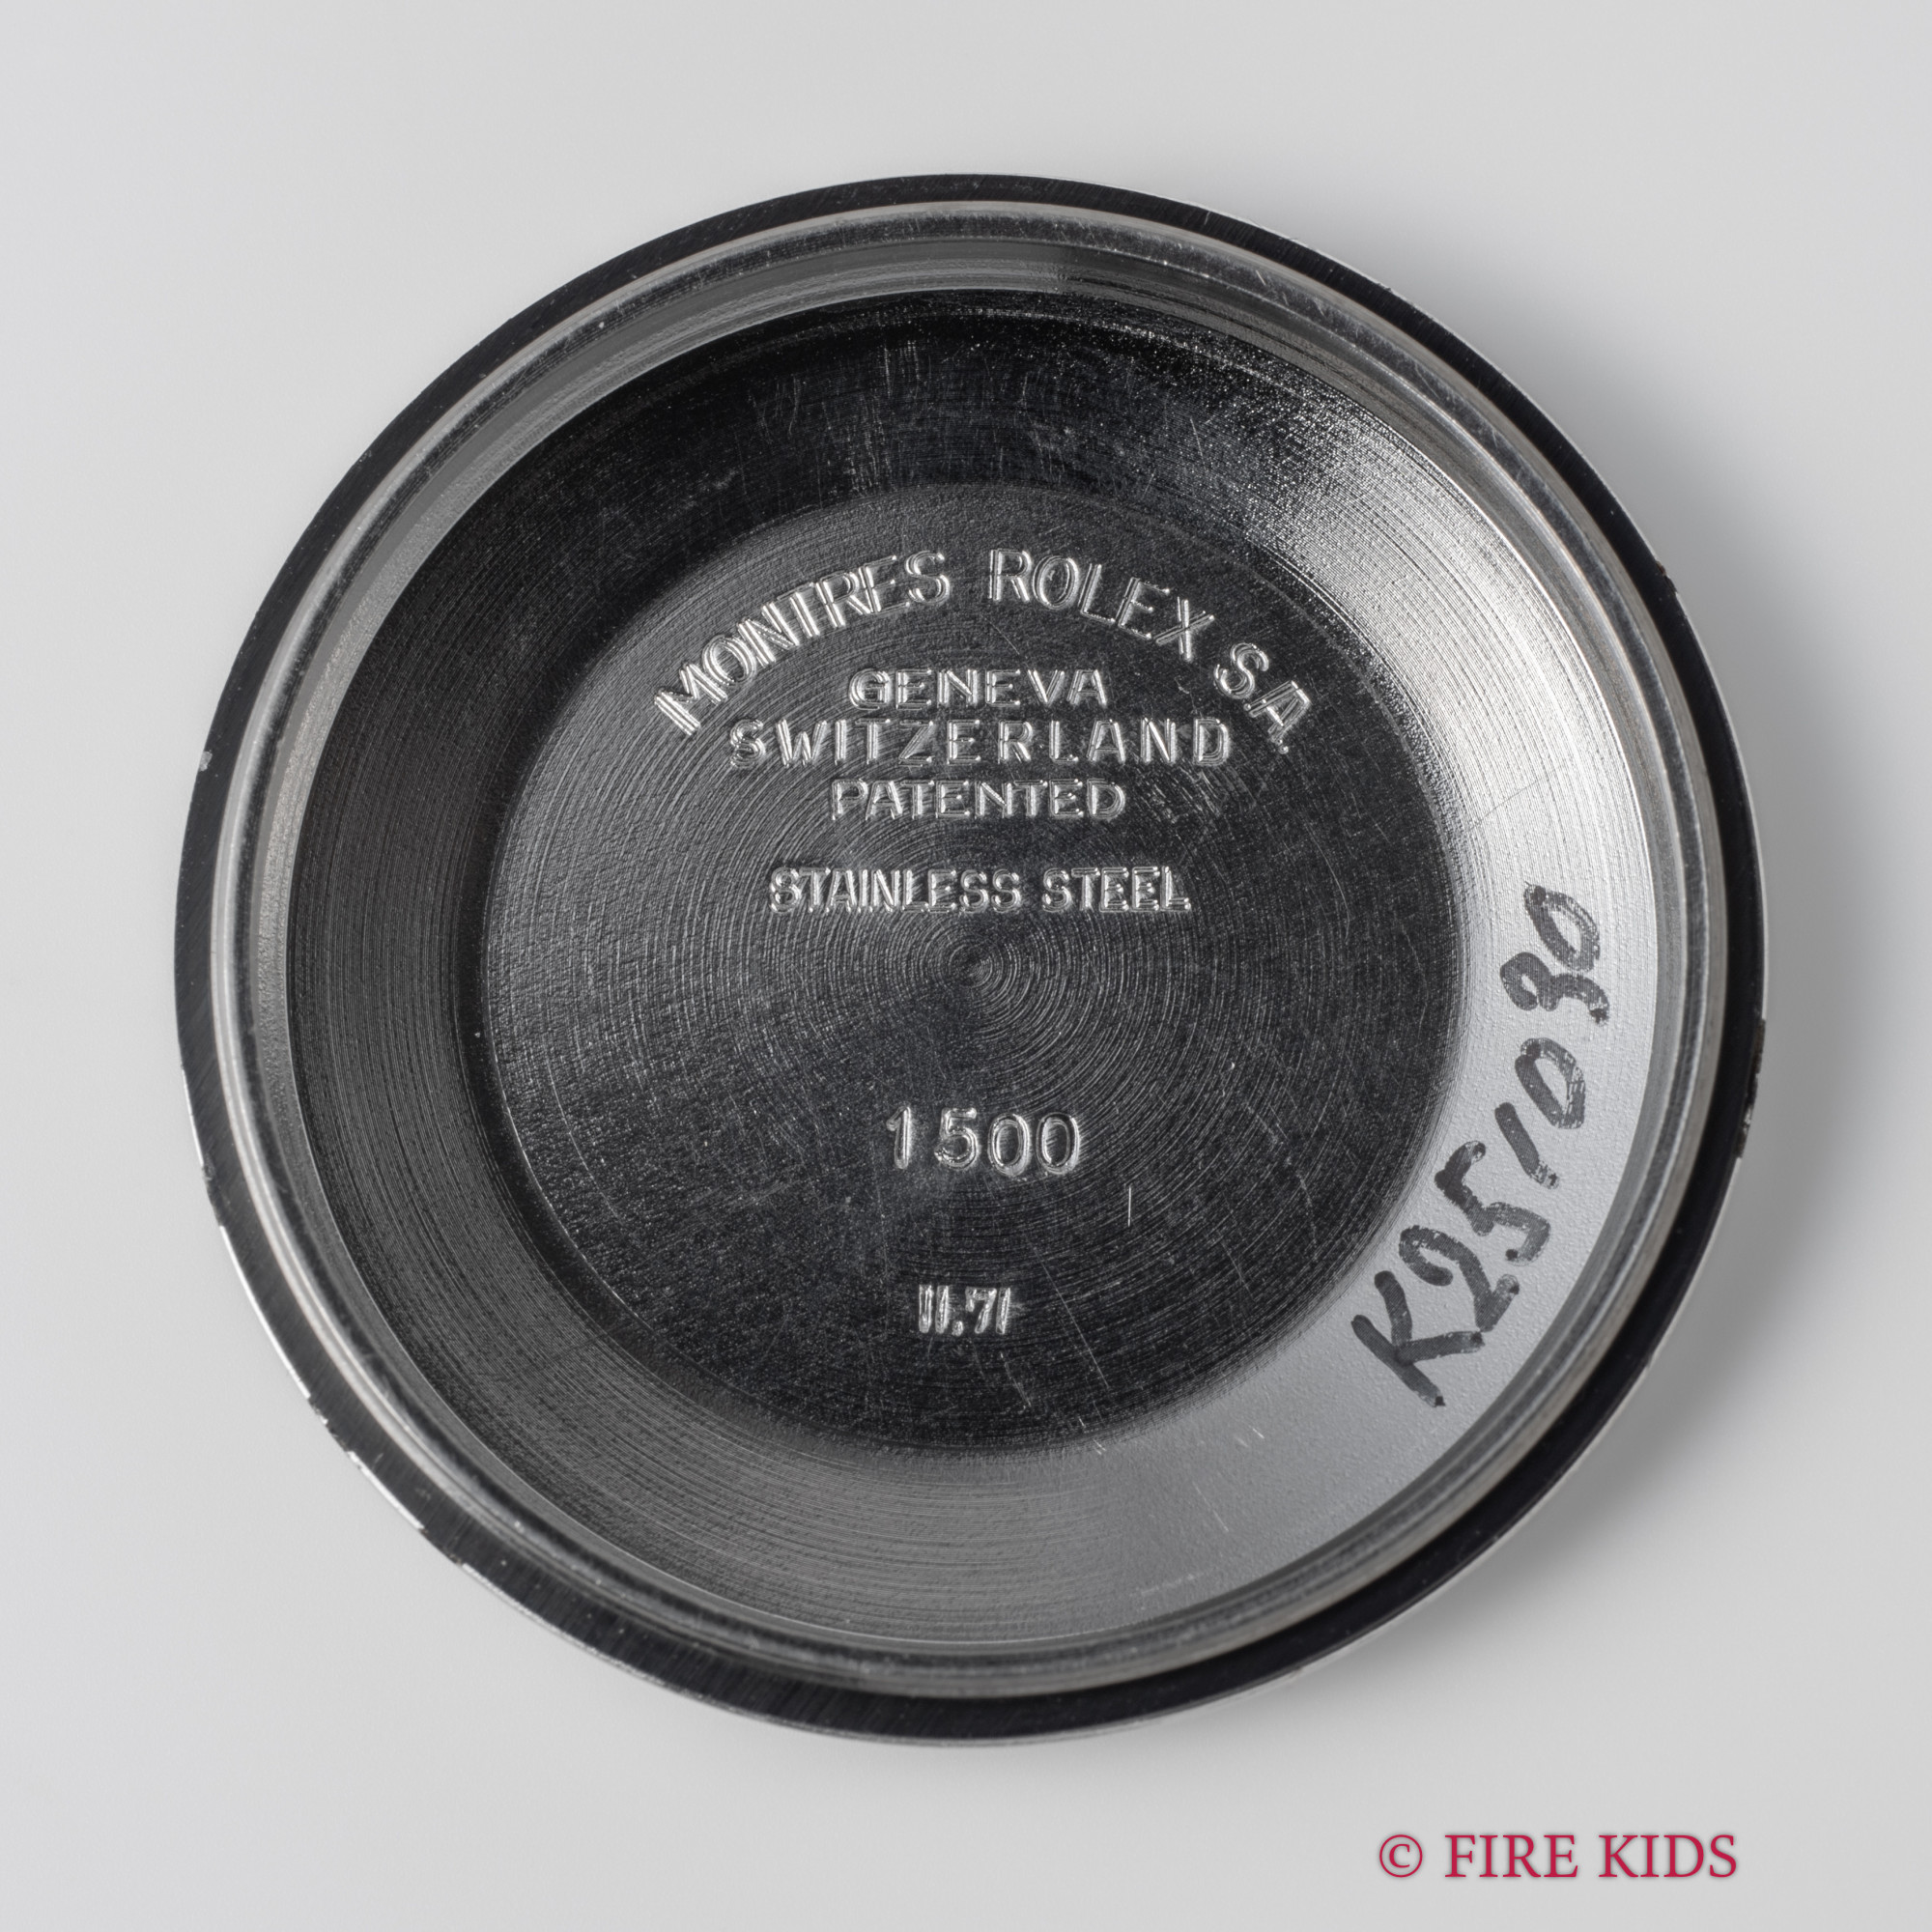 MONTRES ROLEX S.A.
GENEVA
SWITZERLAND
PATENTED
STAINLESS STEEL
1500
II.71
K251030
© FIRE KIDS